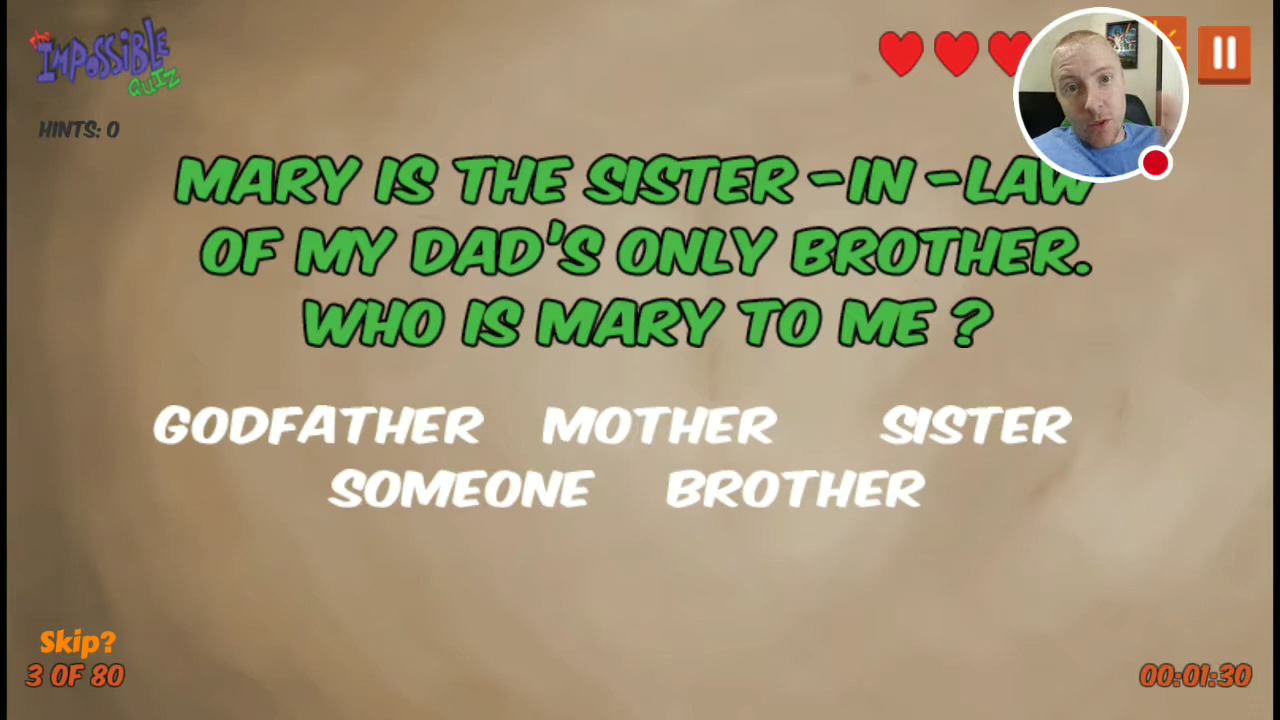 the
IMPOSSIBLE
QUIZ
HINTS: 0
MARY IS THE SISTER -IN -LAW
OF MY DAD'S ONLY BROTHER.
WHO IS MARY TO ME ?
GODFATHER MOTHER SISTER
SOMEONE BROTHER
Skip?
3 OF 80
00:01:30